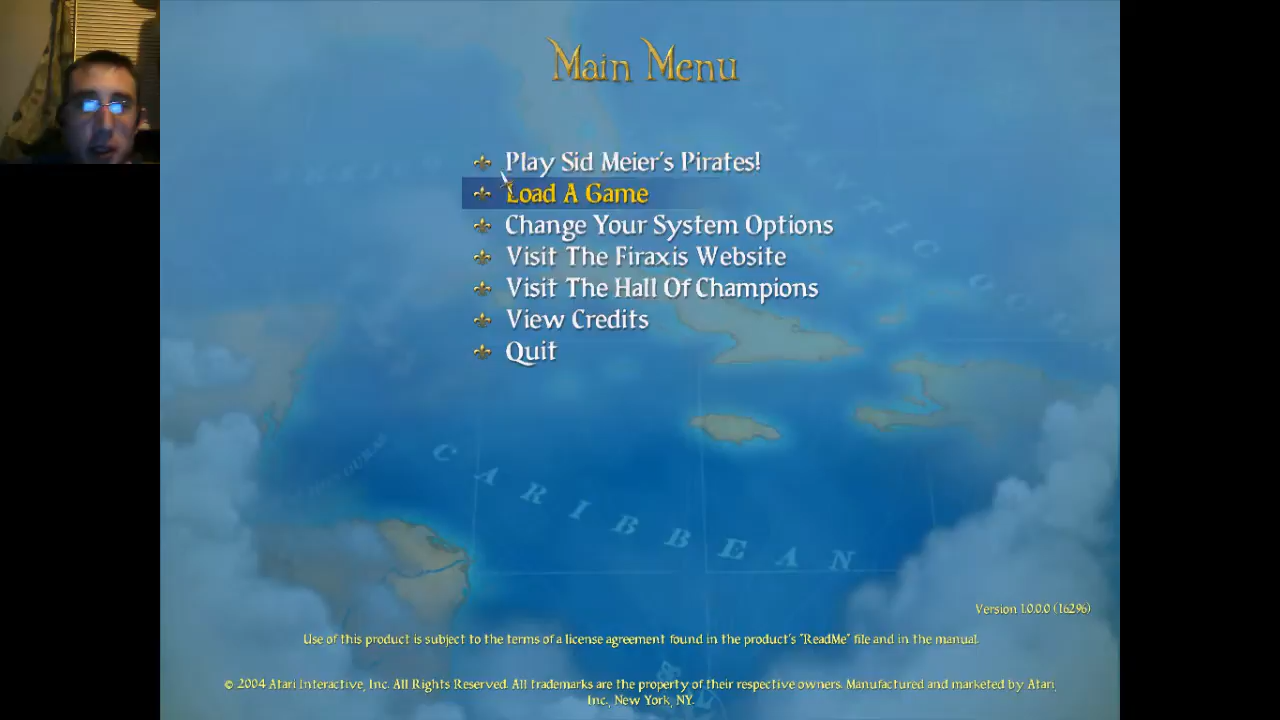 Main Menu
Play Sid Meier's Pirates!
Load A Game
Change Your System Options
Visit The Firaxis Website
Visit The Hall Of Champions
View Credits
Quit
CARIBBEAN
Version 1.0.0.0 (16296)
Use of this product is subject to the terms of a license agreement found in the product's "ReadMe" file and in the manual.
© 2004 Atari Interactive, Inc. All Rights Reserved. All trademarks are the property of their respective owners. Manufactured and marketed by Atari
Inc., New York, NY.